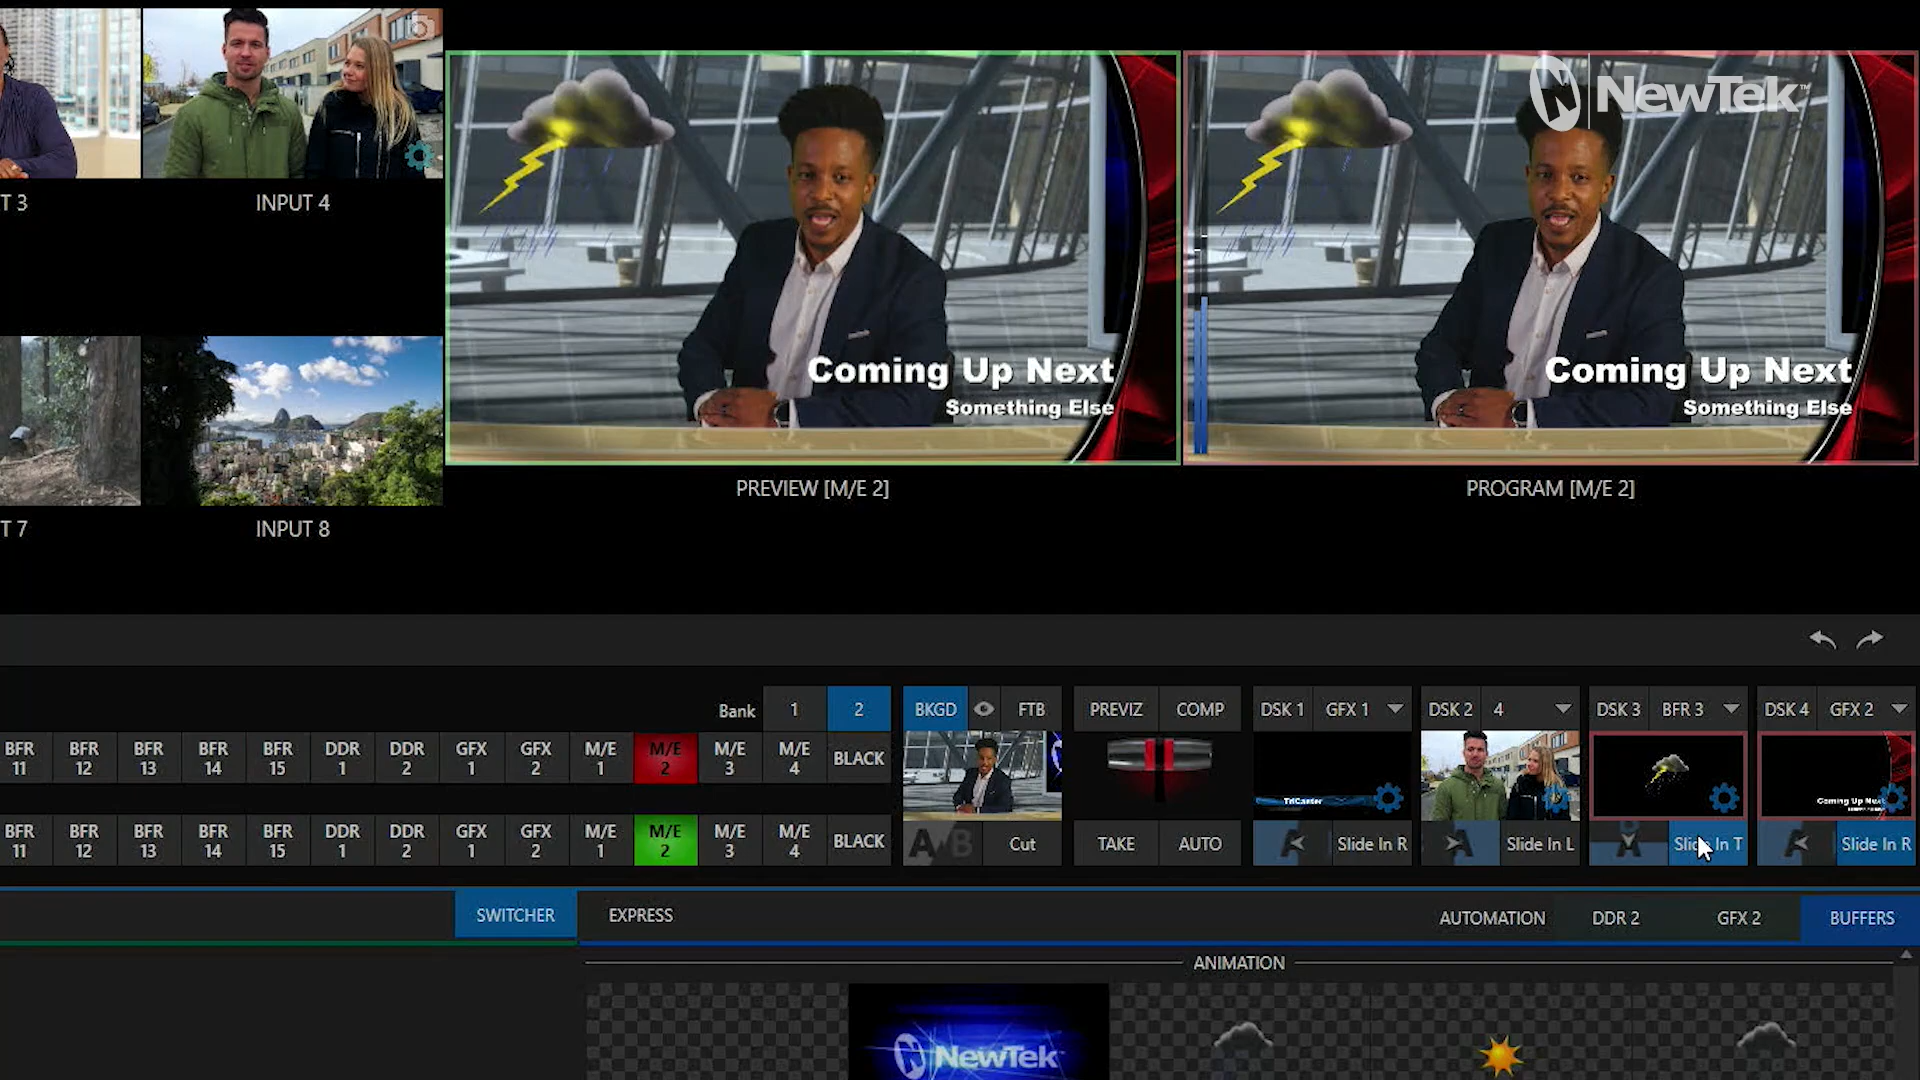 NewTek™
T 3
INPUT 4
Coming Up Next
Something Else
Coming Up Next
Something Else
PREVIEW [M/E 2]
PROGRAM [M/E 2]
T 7
INPUT 8
Bank 1 2
BKGD FTB PREVIZ COMP DSK 1 GFX 1 DSK 2 4 DSK 3 BFR 3 DSK 4 GFX 2
BFR 11 BFR 12 BFR 13 BFR 14 BFR 15 DDR 1 DDR 2 GFX 1 GFX 2 M/E 1 M/E 2 M/E 3 M/E 4 BLACK
TriCaster
Coming Up Next
BFR 11 BFR 12 BFR 13 BFR 14 BFR 15 DDR 1 DDR 2 GFX 1 GFX 2 M/E 1 M/E 2 M/E 3 M/E 4 BLACK
A B Cut TAKE AUTO A Slide In R A Slide In L B A Slide In T A Slide In R
SWITCHER EXPRESS AUTOMATION DDR 2 GFX 2 BUFFERS
ANIMATION
NewTek